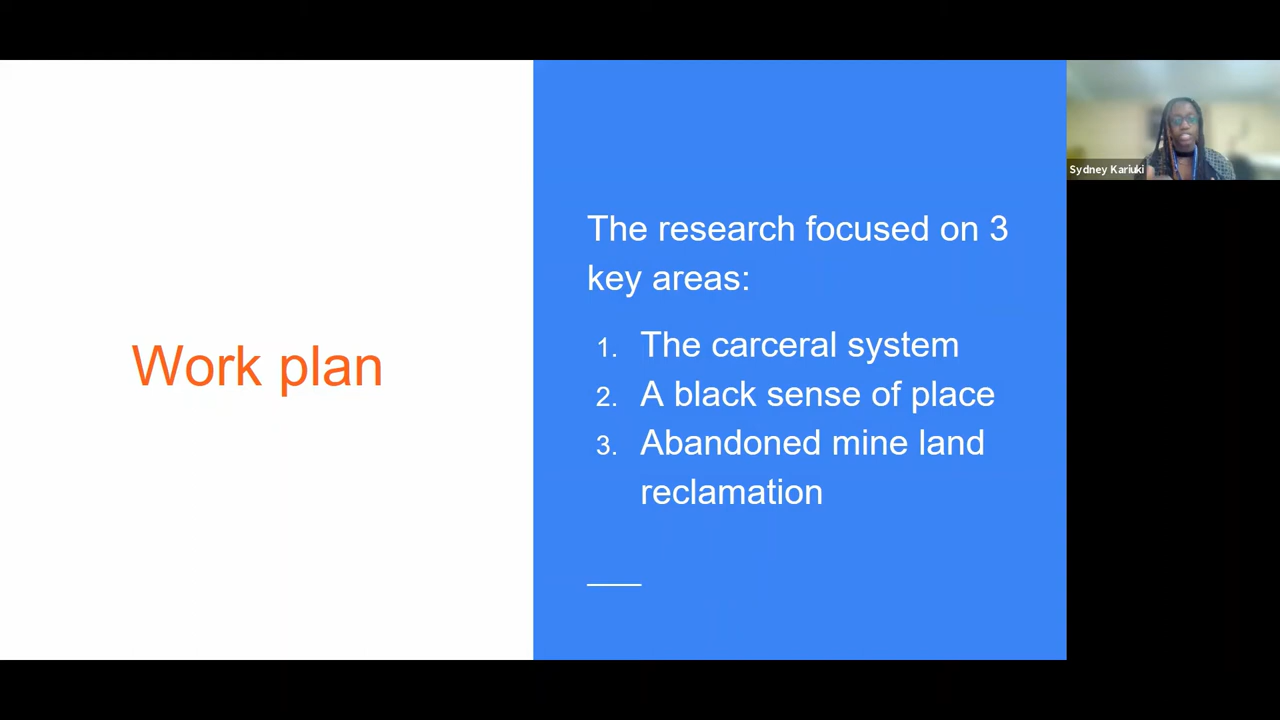 Work plan
The research focused on 3
key areas:
1. The carceral system
2. A black sense of place
3. Abandoned mine land
reclamation
Sydney Kariuki